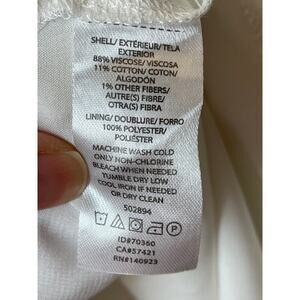 SHELL/ EXTÉRIEUR/ TELA
EXTERIOR
88% VISCOSE/ VISCOSA
11% COTTON/ COTON/
ALGODÓN
1% OTHER FIBERS/
AUTRE(S) FIBRE/
OTRA(S) FIBRA
LINING/ DOUBLURE/ FORRO
100% POLYESTER/
POLIÉSTER
MACHINE WASH COLD
ONLY NON-CHLORINE
BLEACH WHEN NEEDED
TUMBLE DRY LOW
COOL IRON IF NEEDED
OR DRY CLEAN
502894
ID#70360
CA#57421
RN#140923